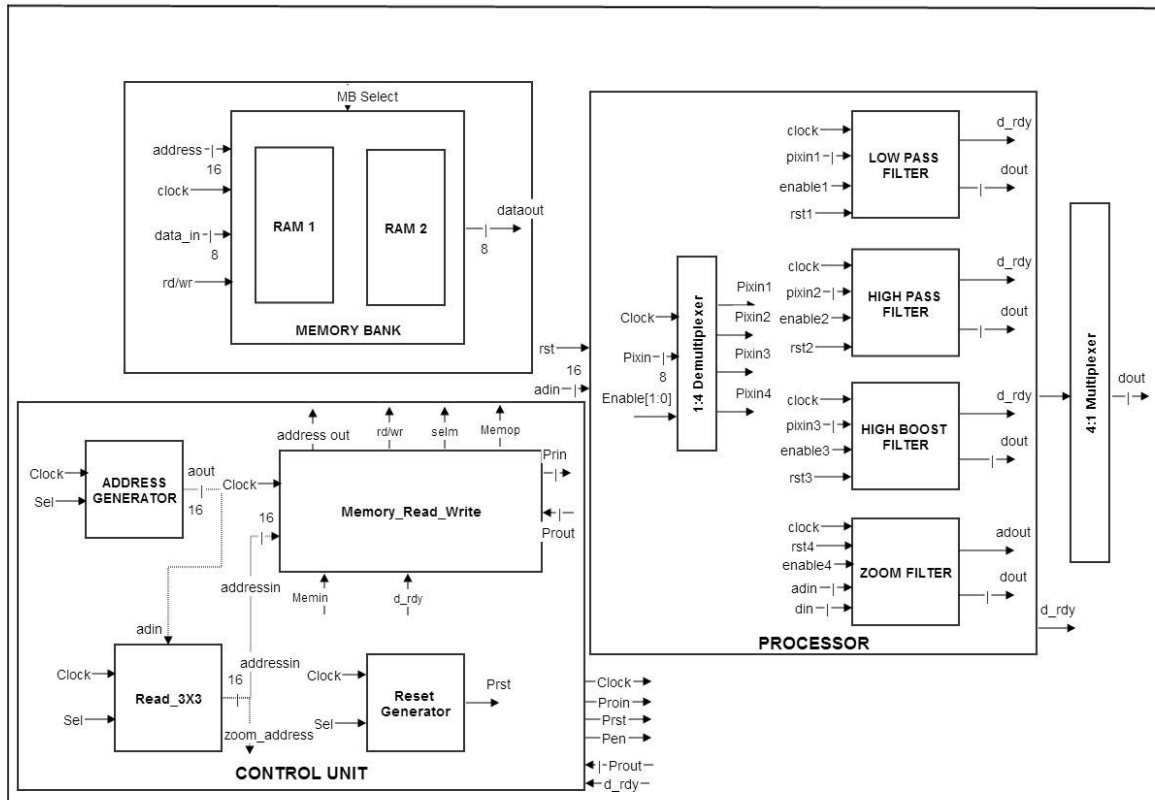 MB Select
address
16
clock
data_in
8
rd/wr
RAM 1
RAM 2
dataout
8
MEMORY BANK
rst
16
adin
Clock
Pixin
8
Enable[1:0]
1:4 Demultiplexer
Pixin1
Pixin2
Pixin3
Pixin4
clock
pixin1
enable1
rst1
LOW PASS
FILTER
d_rdy
dout
clock
pixin2
enable2
rst2
HIGH PASS
FILTER
d_rdy
dout
clock
pixin3
enable3
rst3
HIGH BOOST
FILTER
d_rdy
dout
clock
rst4
enable4
adin
din
ZOOM FILTER
adout
dout
PROCESSOR
d_rdy
4:1 Multiplexer
dout
address out
rd/wr
selm
Memop
Clock
Sel
ADDRESS
GENERATOR
aout
16
Clock
16
Memory_Read_Write
Prin
Prout
addressin
Memin
d_rdy
adin
Clock
Sel
Read_3X3
addressin
16
zoom_address
Clock
Sel
Reset
Generator
Prst
CONTROL UNIT
Clock
Proin
Prst
Pen
Prout
d_rdy